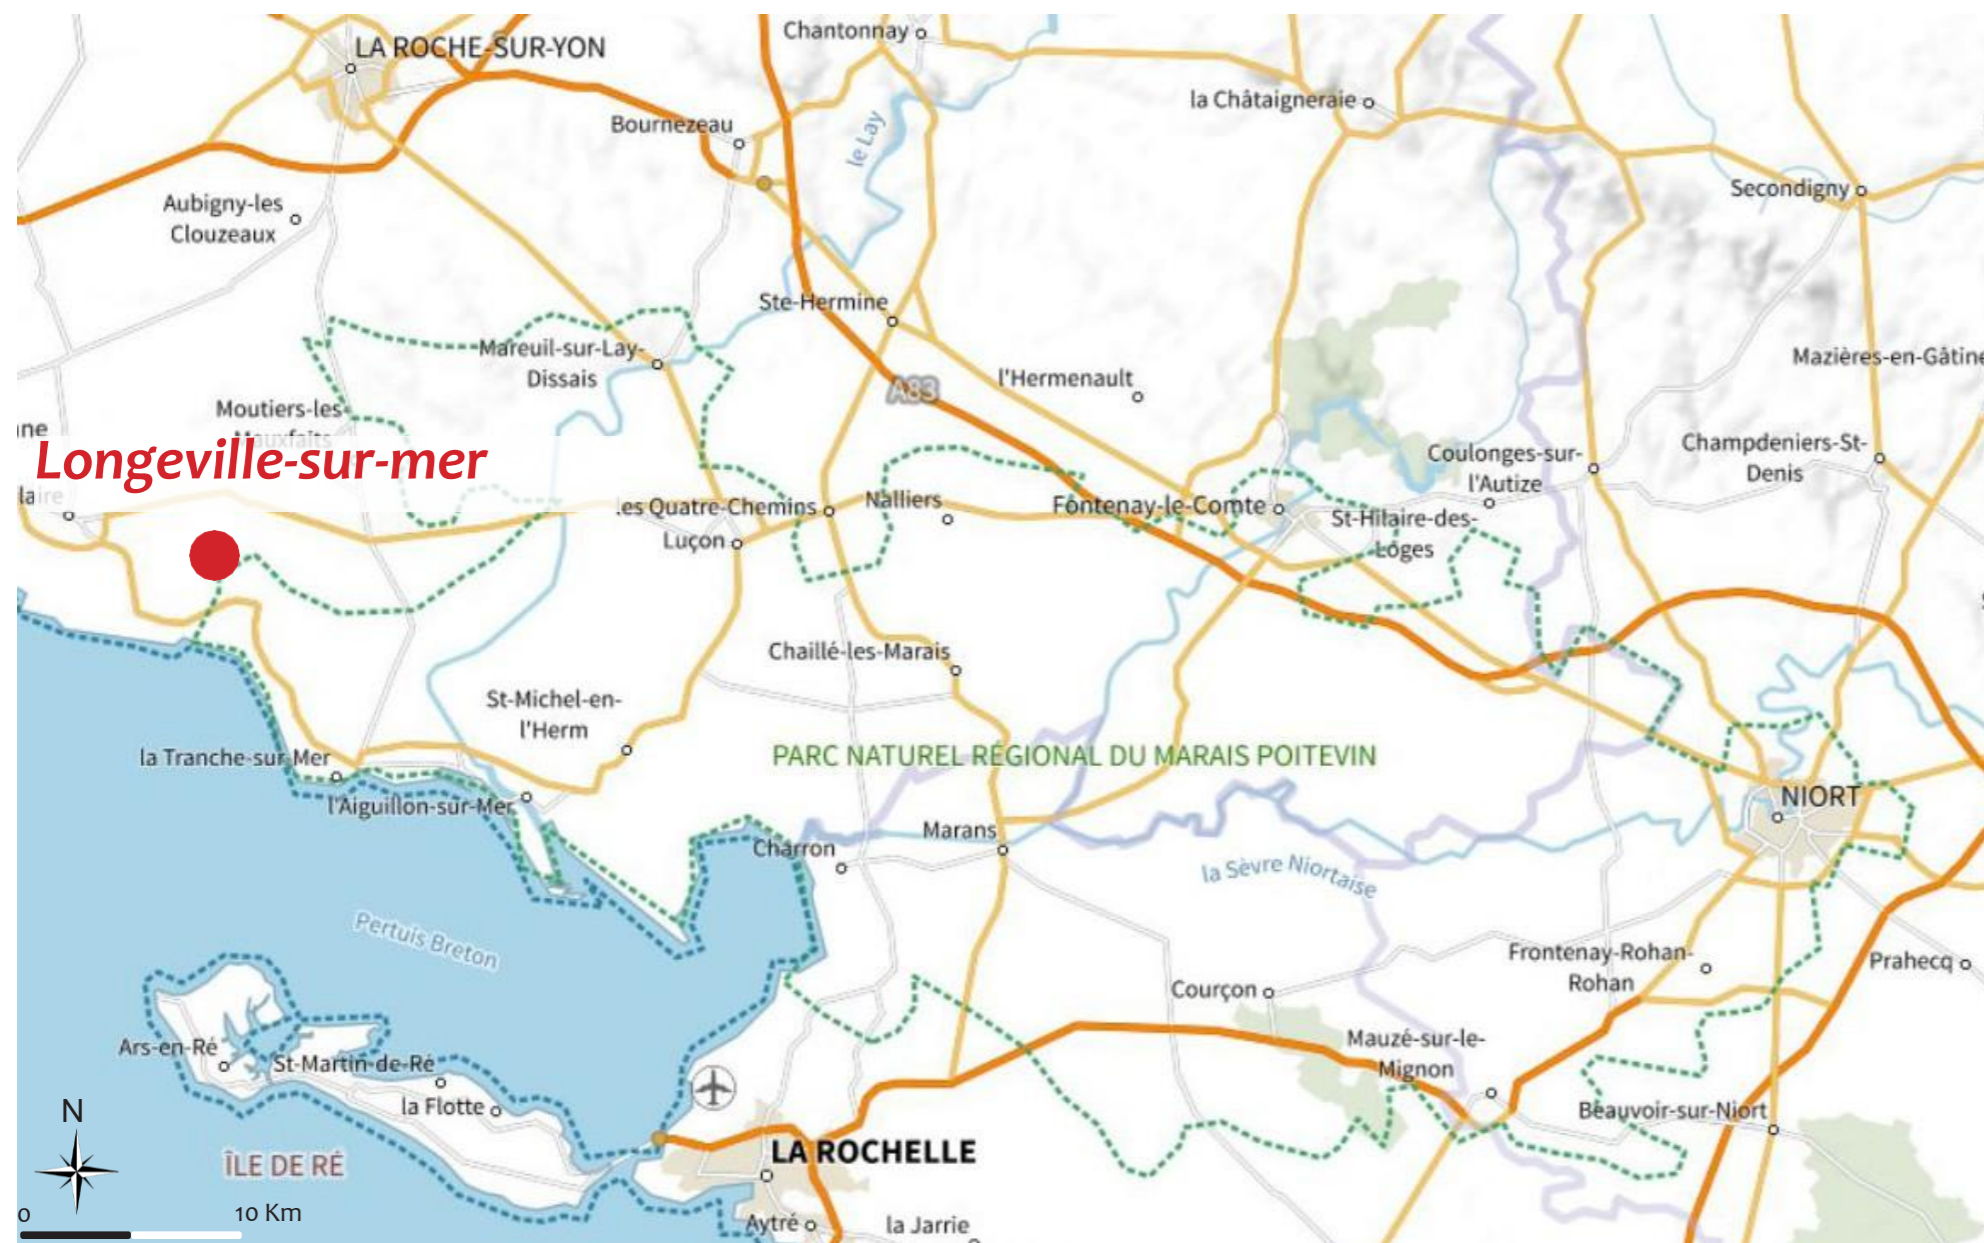 Chantonnay
LA ROCHE-SUR-YON
la Châtaigneraie
Bournezeau
le Lay
Secondigny
Aubigny-les
Clouzeaux
Ste-Hermine
Mareuil-sur-Lay-
Dissais
Mazières-en-Gâtine
l'Hermenault
A83
Moutiers-les-
Mauxfaits
ne
Longeville-sur-mer
laire
Coulonges-sur-
l'Autize
Champdeniers-St-
Denis
les Quatre-Chemins
Nalliers
Fontenay-le-Comte
St-Hilaire-des-
Loges
Luçon
Chaillé-les-Marais
St-Michel-en-
l'Herm
la Tranche-sur-Mer
PARC NATUREL RÉGIONAL DU MARAIS POITEVIN
l'Aiguillon-sur-Mer
NIORT
Marans
Charron
la Sèvre Niortaise
Pertuis Breton
Frontenay-Rohan-
Rohan
Prahecq
Courçon
Ars-en-Ré
St-Martin-de-Ré
Mauzé-sur-le-
Mignon
la Flotte
N
Beauvoir-sur-Niort
ÎLE DE RÉ
LA ROCHELLE
0
10 Km
Aytré
la Jarrie